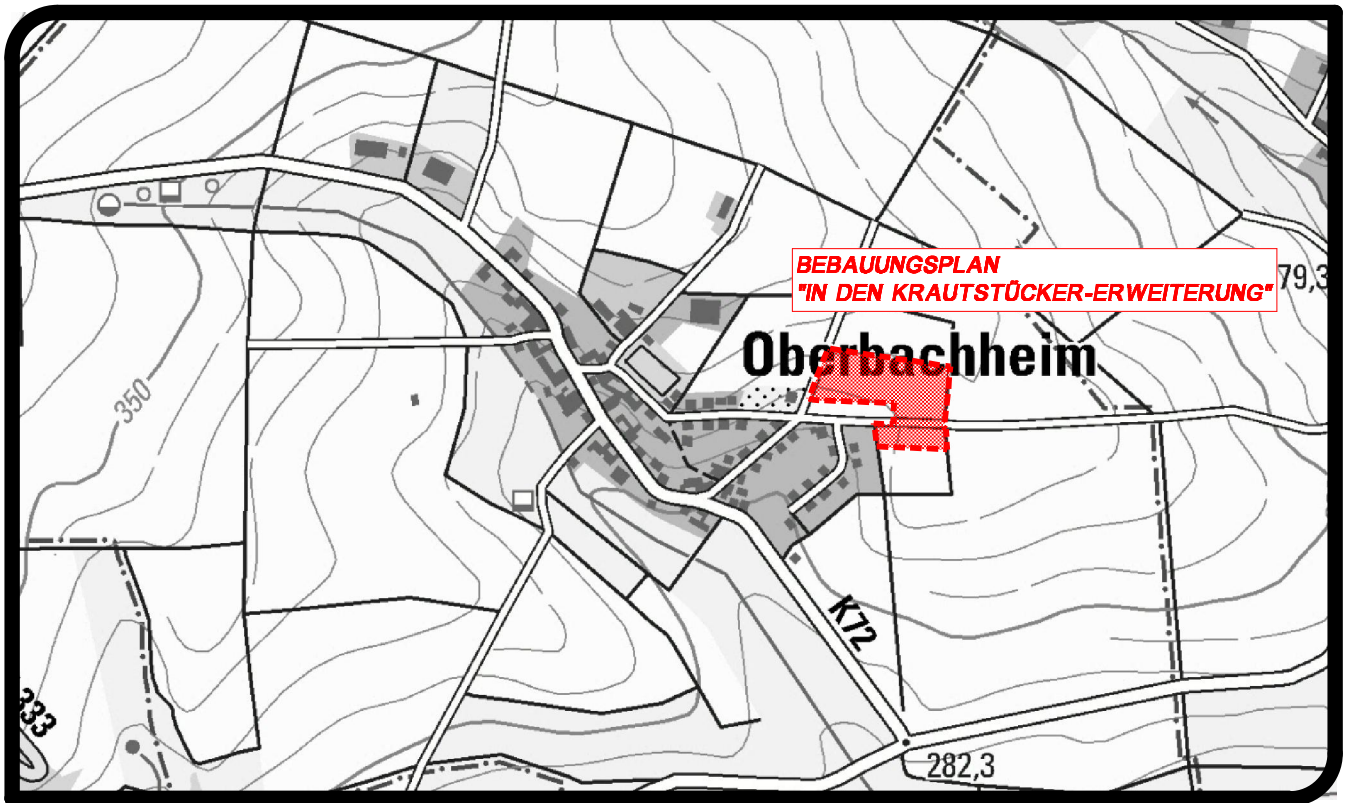 BEBAUUNGSPLAN
"IN DEN KRAUTSTÜCKER-ERWEITERUNG"
79,3
Oberbachheim
350
K72
333
282,3